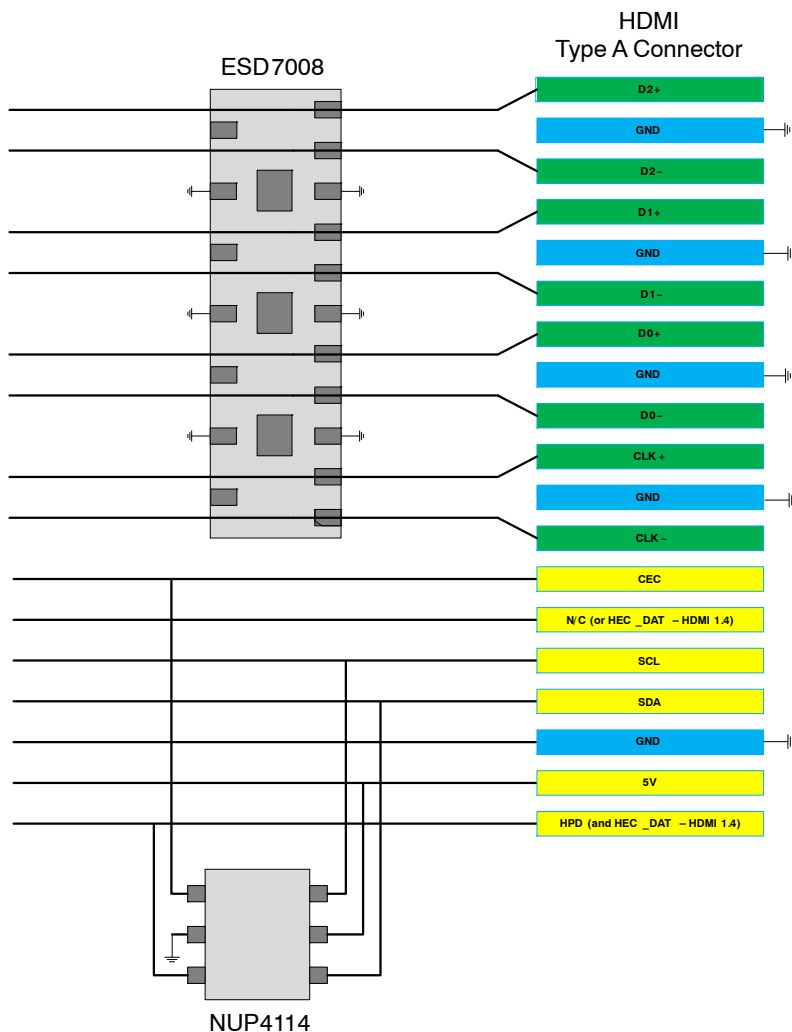 HDMI
Type A Connector
ESD7008
D2+
GND
D2−
D1+
GND
D1−
D0+
GND
D0−
CLK +
GND
CLK −
CEC
N/C (or HEC _DAT – HDMI 1.4)
SCL
SDA
GND
5V
HPD (and HEC _DAT – HDMI 1.4)
NUP4114